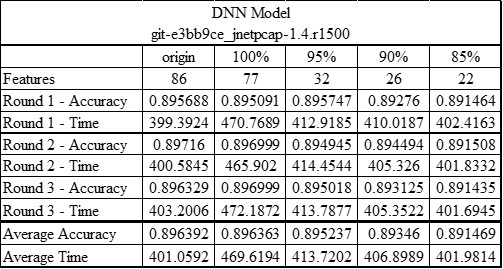 DNN Model
git-e3bb9ce_jnetpcap-1.4.r1500
origin 100% 95% 90% 85%
Features 86 77 32 26 22
Round 1 - Accuracy 0.895688 0.895091 0.895747 0.89276 0.891464
Round 1 - Time 399.3924 470.7689 412.9185 410.0187 402.4163
Round 2 - Accuracy 0.89716 0.896999 0.894945 0.894494 0.891508
Round 2 - Time 400.5845 465.902 414.4544 405.326 401.8332
Round 3 - Accuracy 0.896329 0.896999 0.895018 0.893125 0.891435
Round 3 - Time 403.2006 472.1872 413.7877 405.3522 401.6945
Average Accuracy 0.896392 0.896363 0.895237 0.89346 0.891469
Average Time 401.0592 469.6194 413.7202 406.8989 401.9814